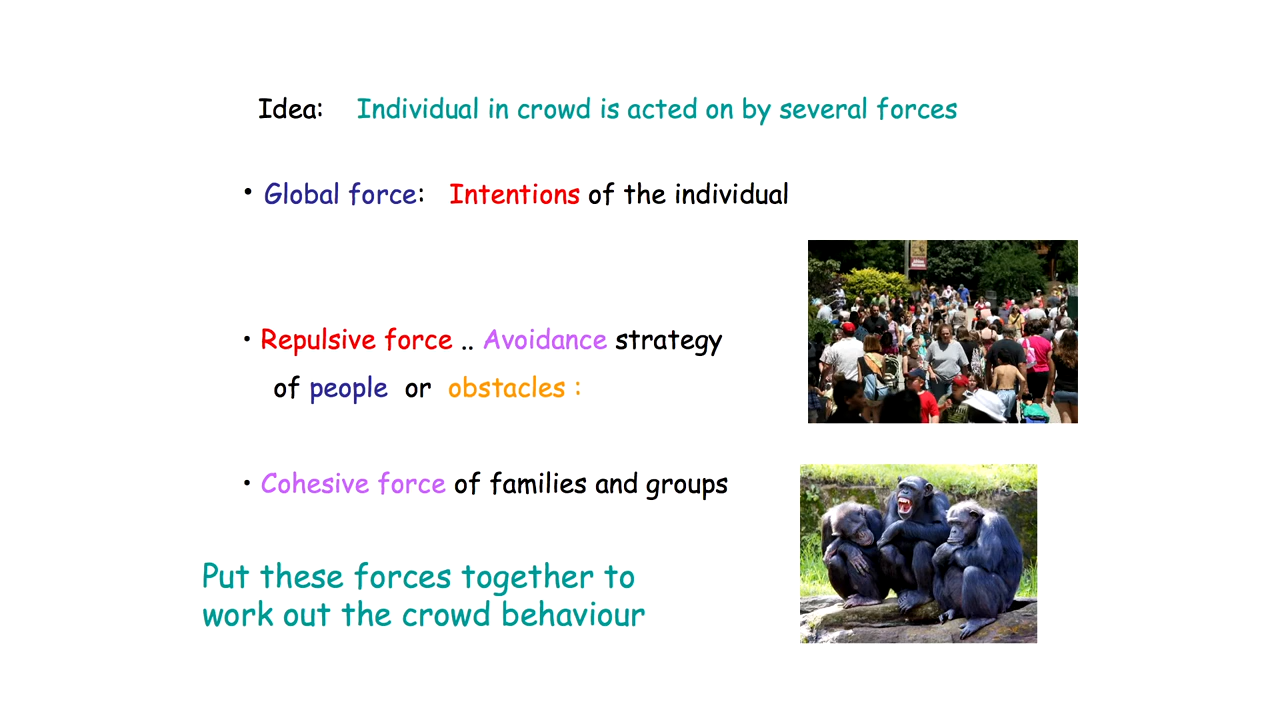 Idea: Individual in crowd is acted on by several forces
• Global force: Intentions of the individual
• Repulsive force .. Avoidance strategy
of people or obstacles :
• Cohesive force of families and groups
Put these forces together to
work out the crowd behaviour